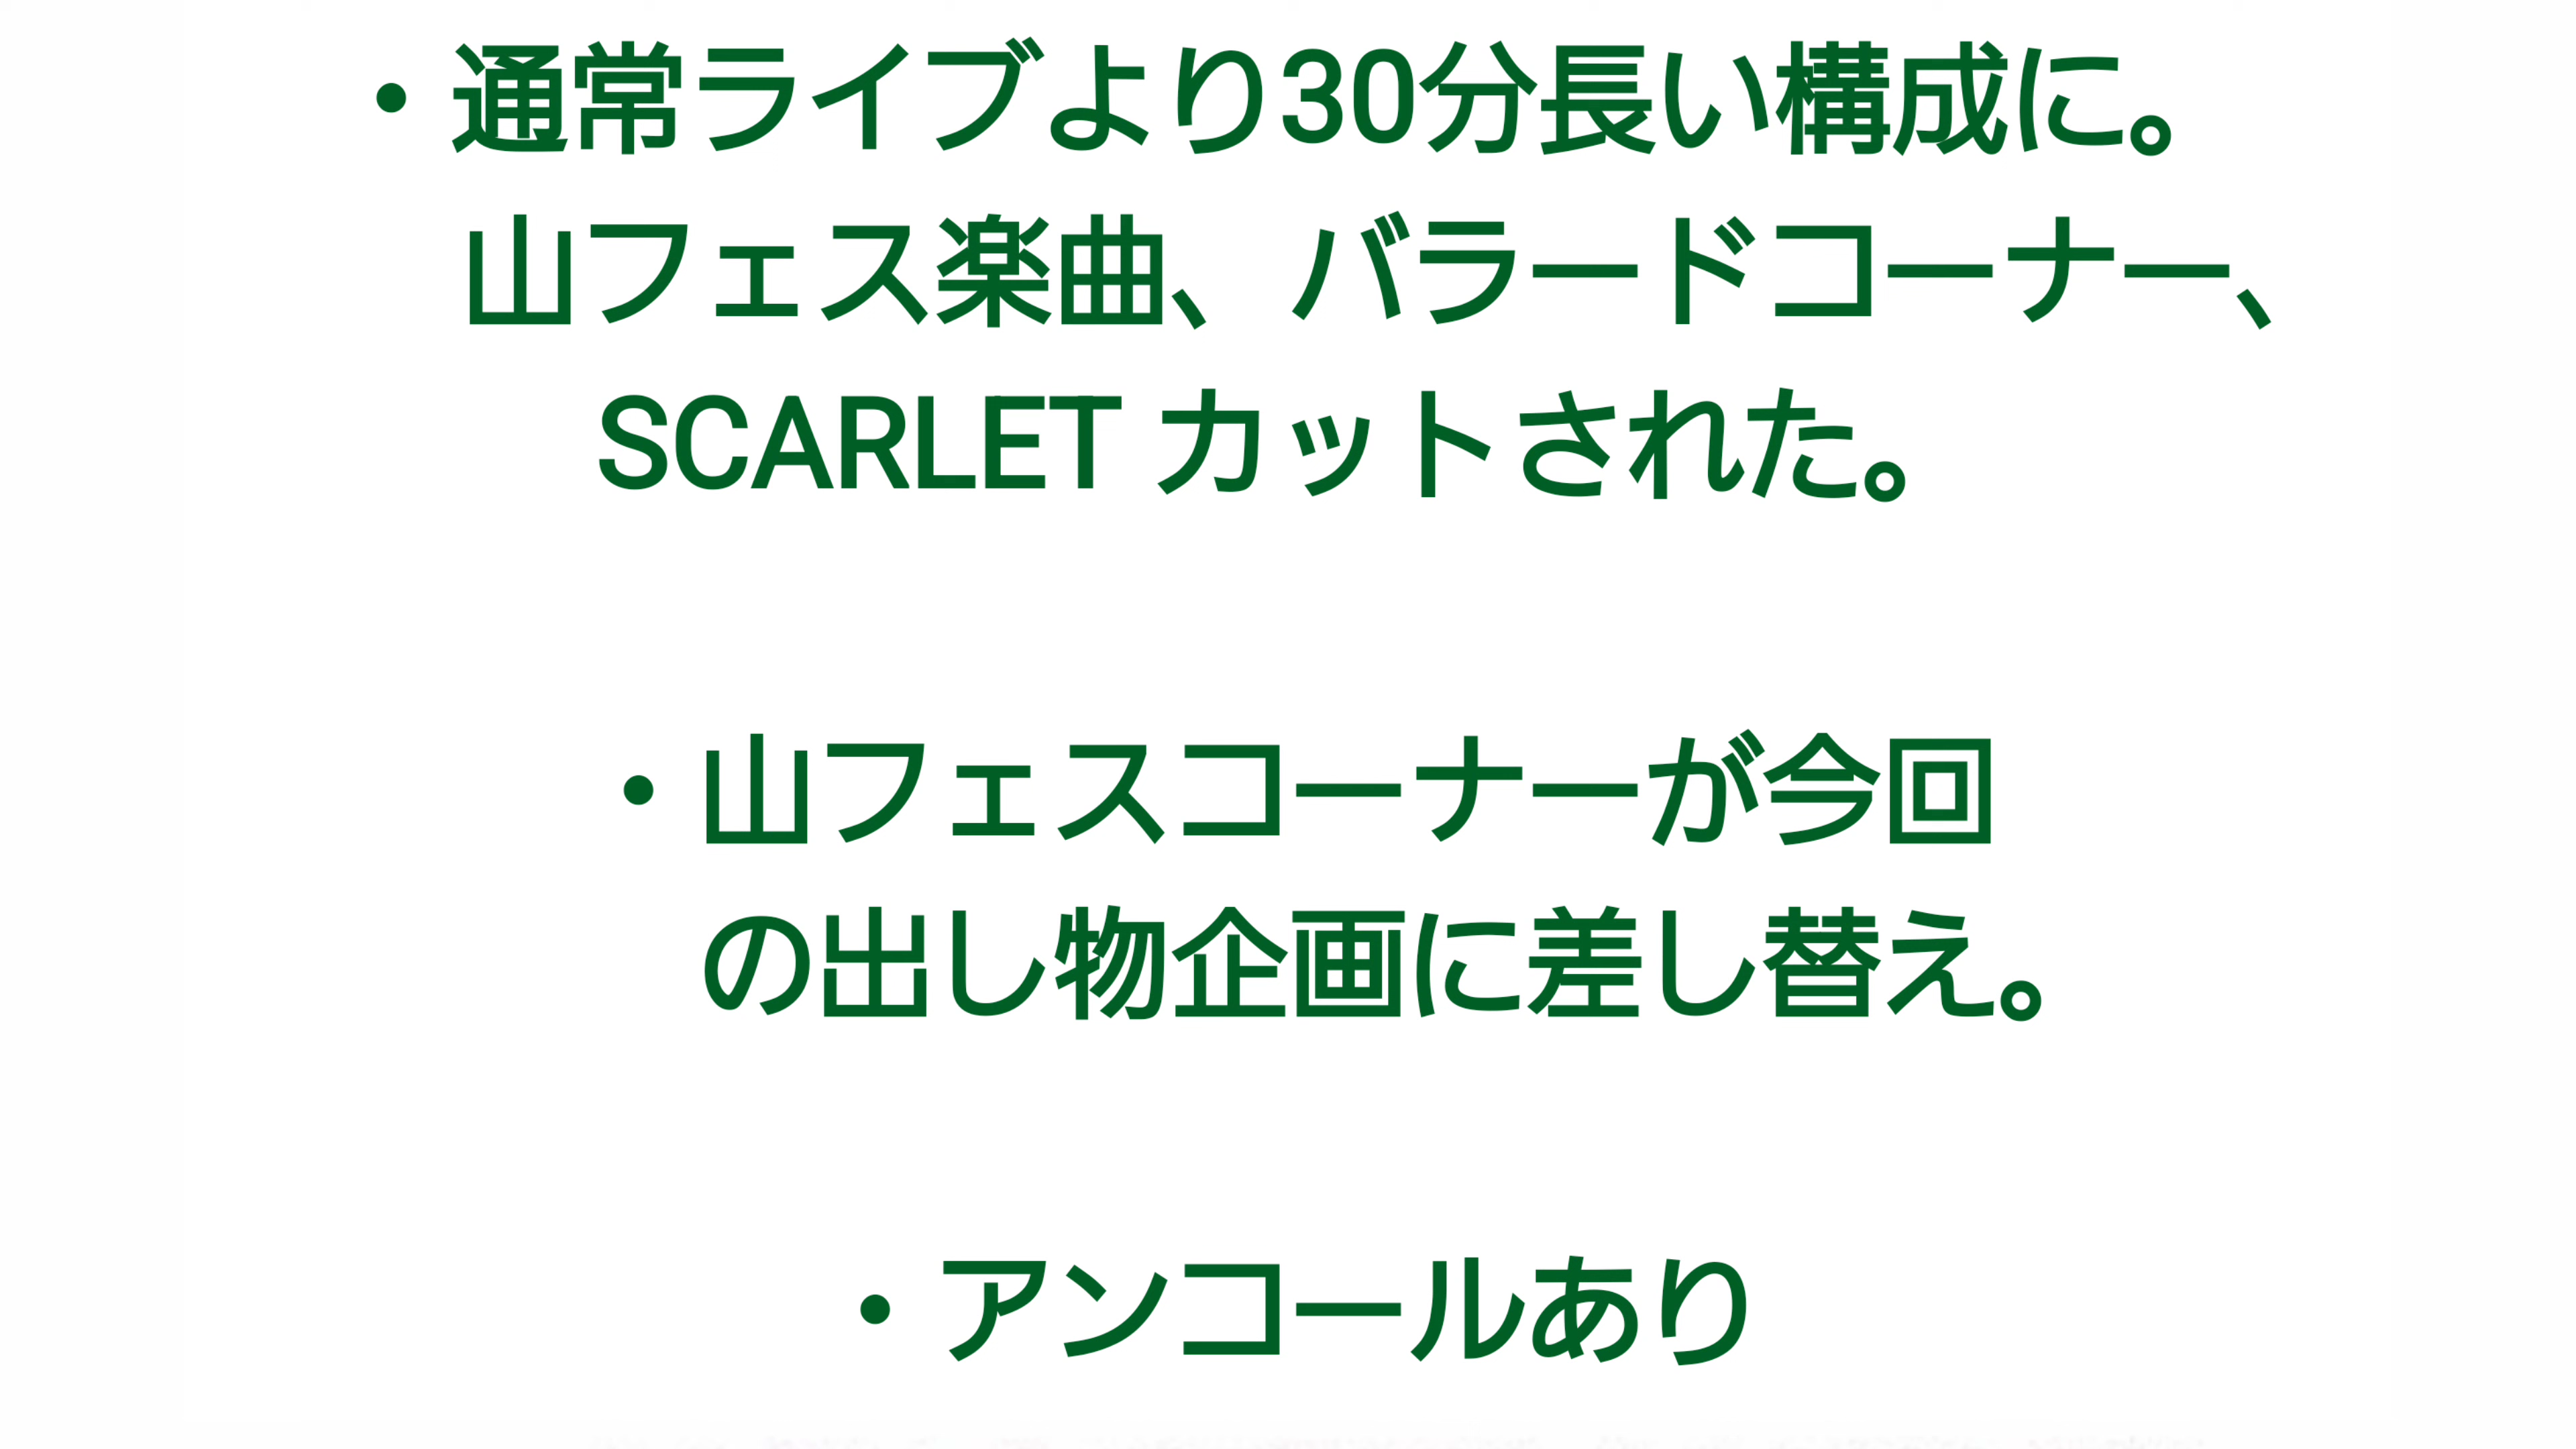 ・通常ライブより30分長い構成に。
山フェス楽曲、バラードコーナー、
SCARLET カットされた。
・山フェスコーナーが今回
の出し物企画に差し替え。
・アンコールあり